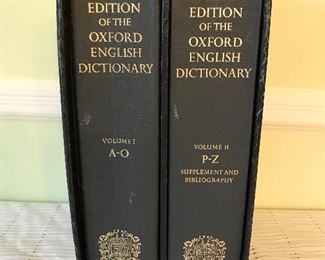 EDITION
OF THE
OXFORD
ENGLISH
DICTIONARY
VOLUME I
A-O
EDITION
OF THE
OXFORD
ENGLISH
DICTIONARY
VOLUME II
P-Z
SUPPLEMENT AND
BIBLIOGRAPHY